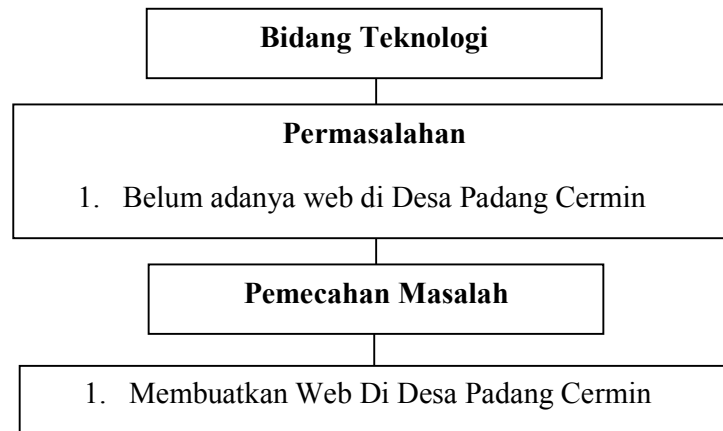 Bidang Teknologi
Permasalahan
1. Belum adanya web di Desa Padang Cermin
Pemecahan Masalah
1. Membuatkan Web Di Desa Padang Cermin